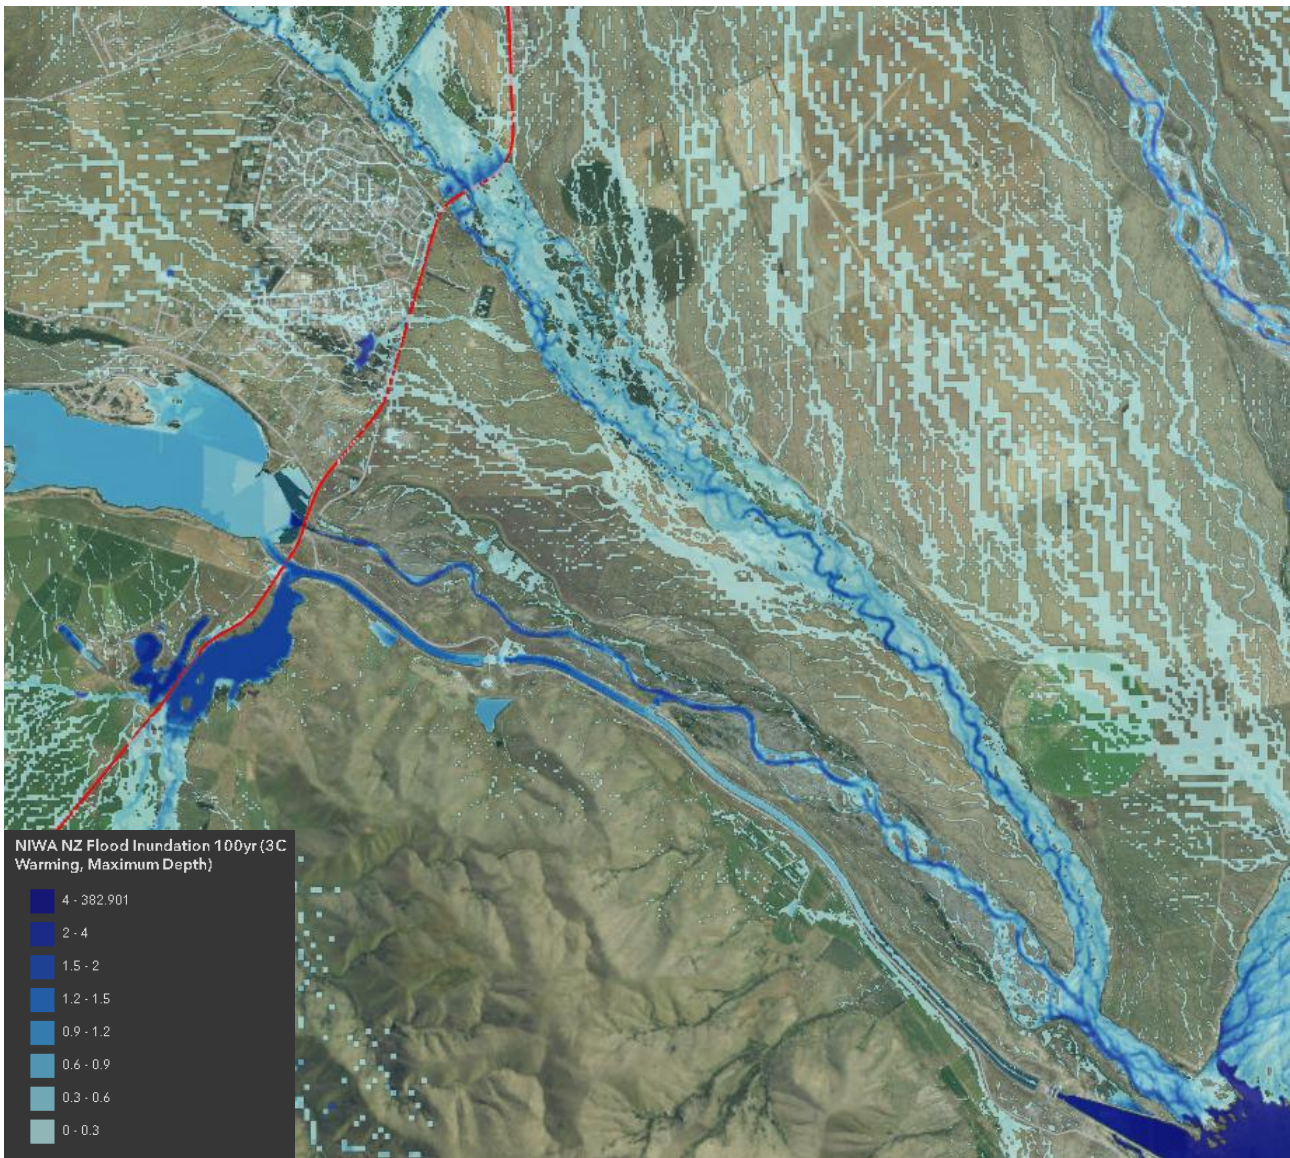 NIWA NZ Flood Inundation 100yr (3C
Warming, Maximum Depth)
4 - 382.901
2 - 4
1.5 - 2
1.2 - 1.5
0.9 - 1.2
0.6 - 0.9
0.3 - 0.6
0 - 0.3